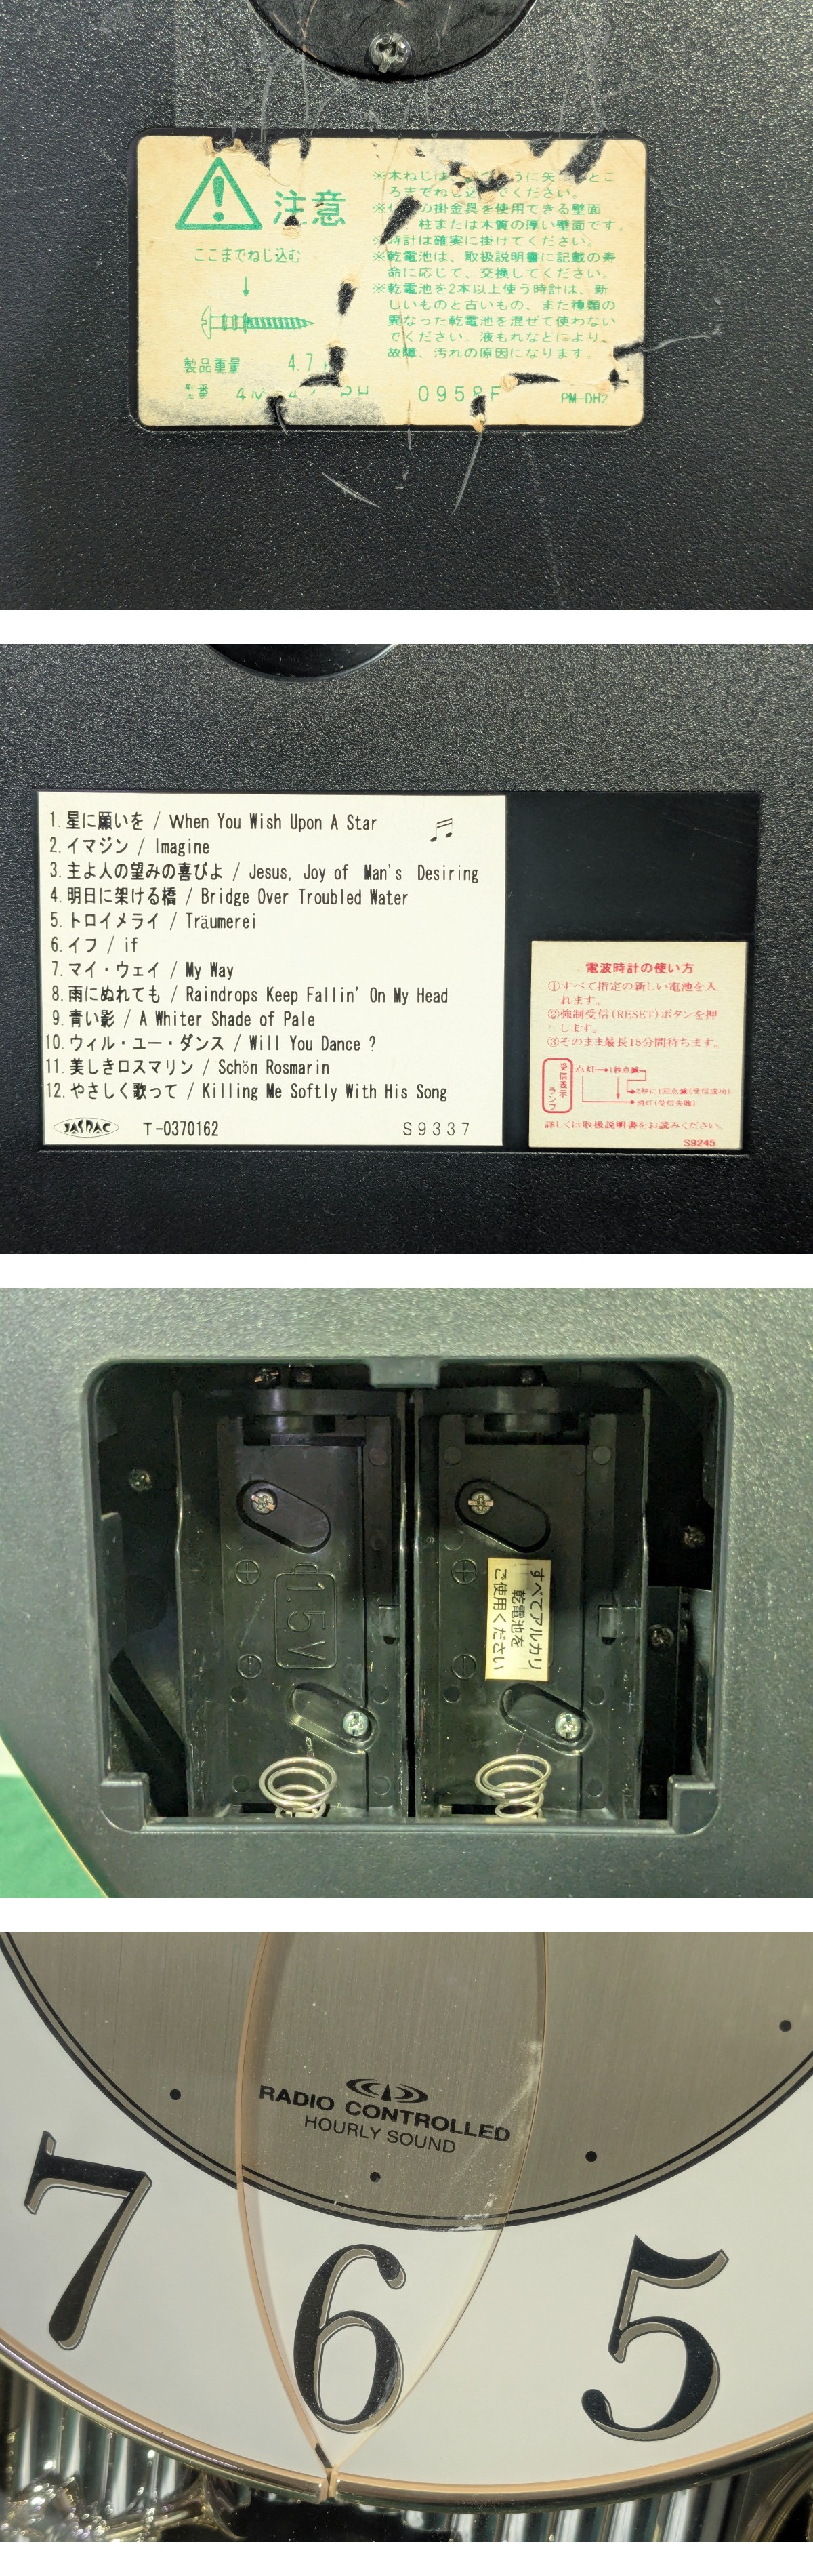 注意
ここまでねじ込む
製品重量 4.7
型番 0958F PM-DH2
ろまでねじ込 ください。
掛金具を使用できる壁面
柱または木質の厚い壁面です。
※時計は確実に掛けてください。
※乾電池は、取扱説明書に記載の寿
命に応じて、交換してください。
※乾電池を2本以上使う時計は、新
しいものと古いもの、また種類の
異なった乾電池を混ぜて使わない
でください。液もれなどにより、
故障、汚れの原因になります。
1.星に願いを / When You Wish Upon A Star
2.イマジン / Imagine
3.主よ人の望みの喜びよ / Jesus, Joy of Man's Desiring
4.明日に架ける橋 / Bridge Over Troubled Water
5.トロイメライ / Träumerei
6.イフ / if
7.マイ・ウェイ / My Way
8.雨にぬれても / Raindrops Keep Fallin' On My Head
9.青い影 / A Whiter Shade of Pale
10.ウィル・ユー・ダンス / Will You Dance ?
11.美しきロスマリン / Schön Rosmarin
12.やさしく歌って / Killing Me Softly With His Song
JASRAC T-0370162 S9337
電波時計の使い方
①すべて指定の新しい電池を入
れます。
②強制受信(RESET)ボタンを押
します。
③そのまま最長15分間待ちます。
受信表示
ランプ
点灯→1秒点滅
2秒に1回点滅(受信成功)
消灯(受信失敗)
詳しくは取扱説明書をお読みください。
S9245
1.5V
すべてアルカリ
乾電池を
ご使用ください
RADIO CONTROLLED
HOURLY SOUND
7 6 5